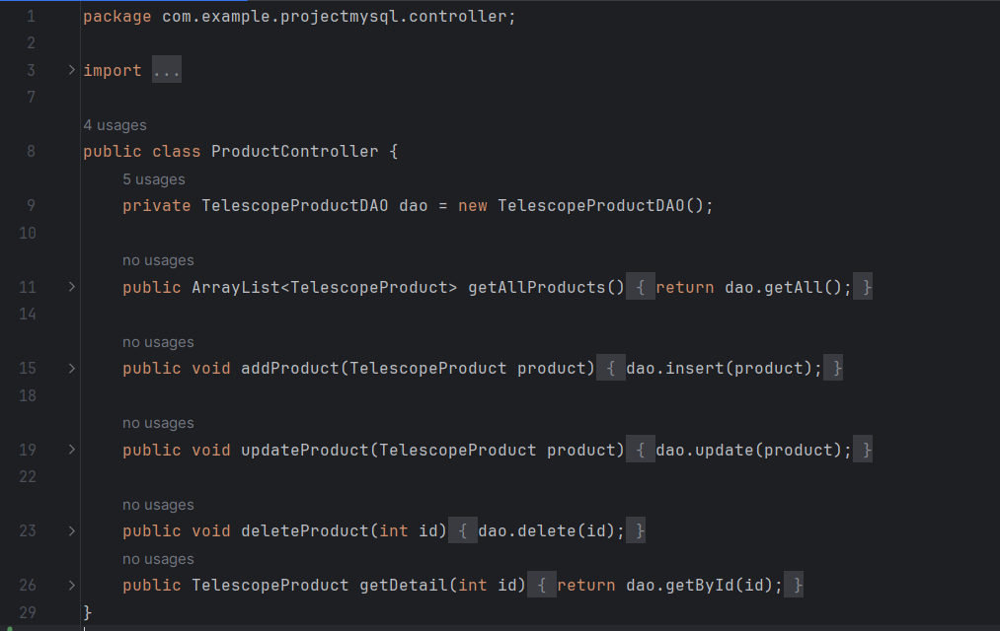 1 package com.example.projectmysql.controller;
2
3 import ...
7
4 usages
8 public class ProductController {
5 usages
9 private TelescopeProductDAO dao = new TelescopeProductDAO();
10
no usages
11 public ArrayList<TelescopeProduct> getAllProducts() { return dao.getAll(); }
14
no usages
15 public void addProduct(TelescopeProduct product) { dao.insert(product); }
18
no usages
19 public void updateProduct(TelescopeProduct product) { dao.update(product); }
22
no usages
23 public void deleteProduct(int id) { dao.delete(id); }
no usages
26 public TelescopeProduct getDetail(int id) { return dao.getById(id); }
29 }